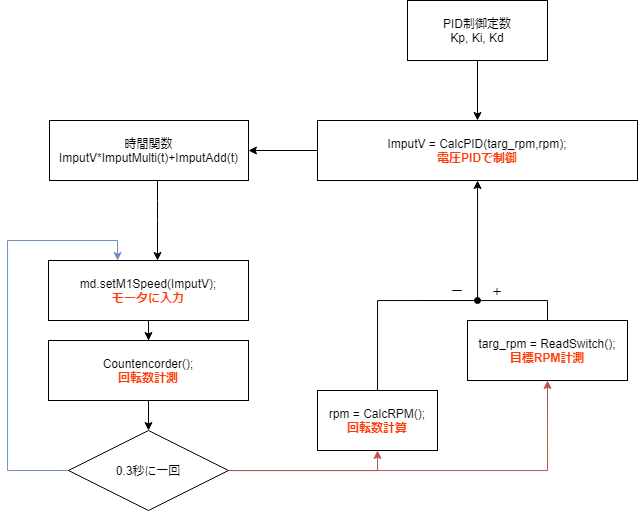 PID制御定数
Kp, Ki, Kd
ImputV = CalcPID(targ_rpm,rpm);
電圧PIDで制御
時間関数
ImputV*ImputMulti(t)+ImputAdd(t)
md.setM1Speed(ImputV);
モータに入力
Countencorder();
回転数計測
0.3秒に一回
－
+
targ_rpm = ReadSwitch();
目標RPM計測
rpm = CalcRPM();
回転数計算